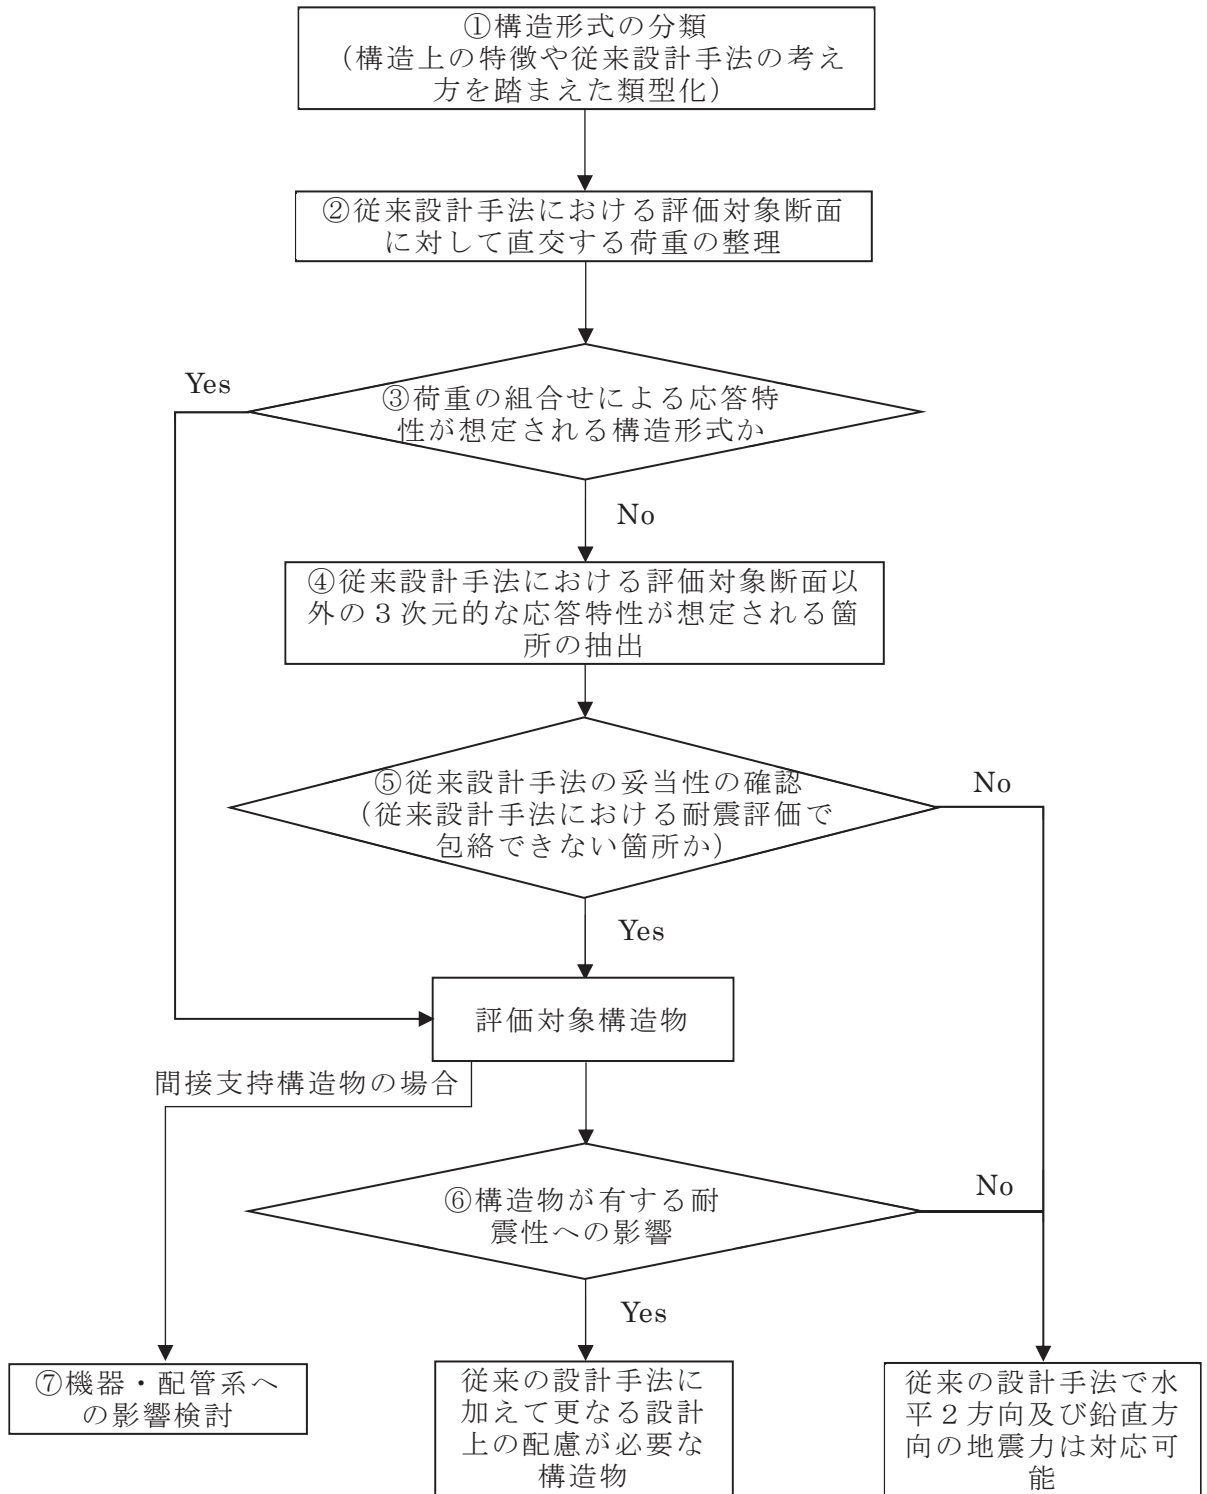 ①構造形式の分類
(構造上の特徴や従来設計手法の考え
方を踏まえた類型化)
②従来設計手法における評価対象断面
に対して直交する荷重の整理
Yes
③荷重の組合せによる応答特
性が想定される構造形式か
No
④従来設計手法における評価対象断面以
外の3次元的な応答特性が想定される箇
所の抽出
⑤従来設計手法の妥当性の確認
(従来設計手法における耐震評価で
包絡できない箇所か)
No
Yes
評価対象構造物
間接支持構造物の場合
⑥構造物が有する耐
震性への影響
No
Yes
⑦機器・配管系へ
の影響検討
従来の設計手法に
加えて更なる設計
上の配慮が必要な
構造物
従来の設計手法で水
平2方向及び鉛直方
向の地震力は対応可
能